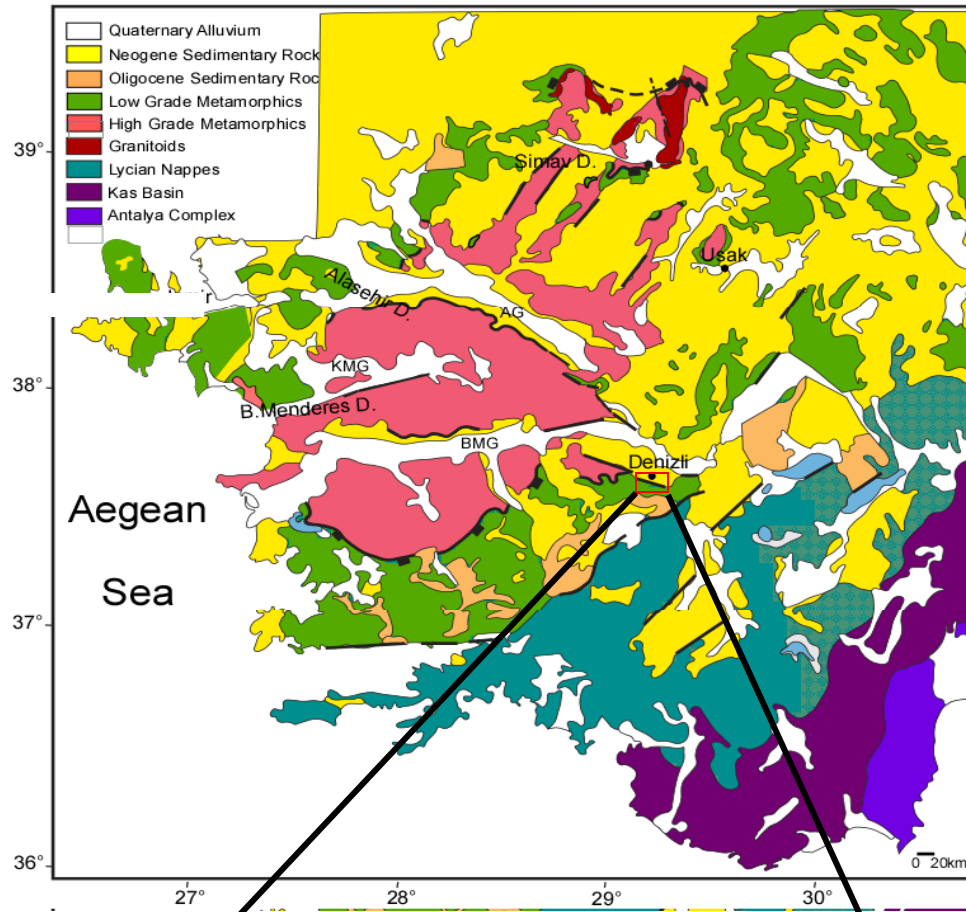 Quaternary Alluvium
Neogene Sedimentary Rock
Oligocene Sedimentary Roc
Low Grade Metamorphics
High Grade Metamorphics
Granitoids
Lycian Nappes
Kas Basin
Antalya Complex
39°
Simav D.
Usak
Alasehir D.
AG
KMG
38°
B.Menderes D.
BMG
Denizli
Aegean
Sea
37°
36°
0 20km
27°
28°
29°
30°